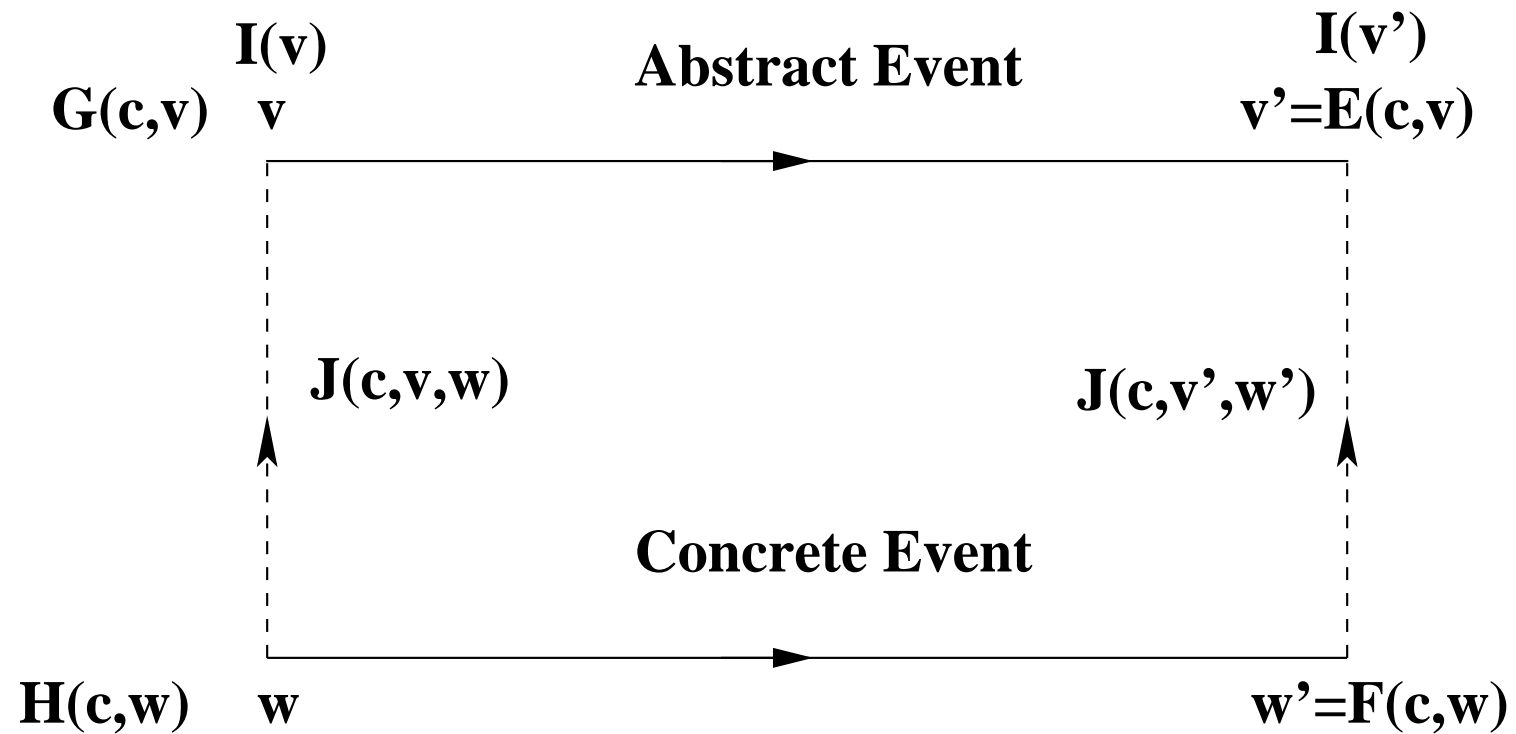 I(v)
Abstract Event
I(v’)
G(c,v) v
v’=E(c,v)
J(c,v,w)
J(c,v’,w’)
Concrete Event
H(c,w) w
w’=F(c,w)